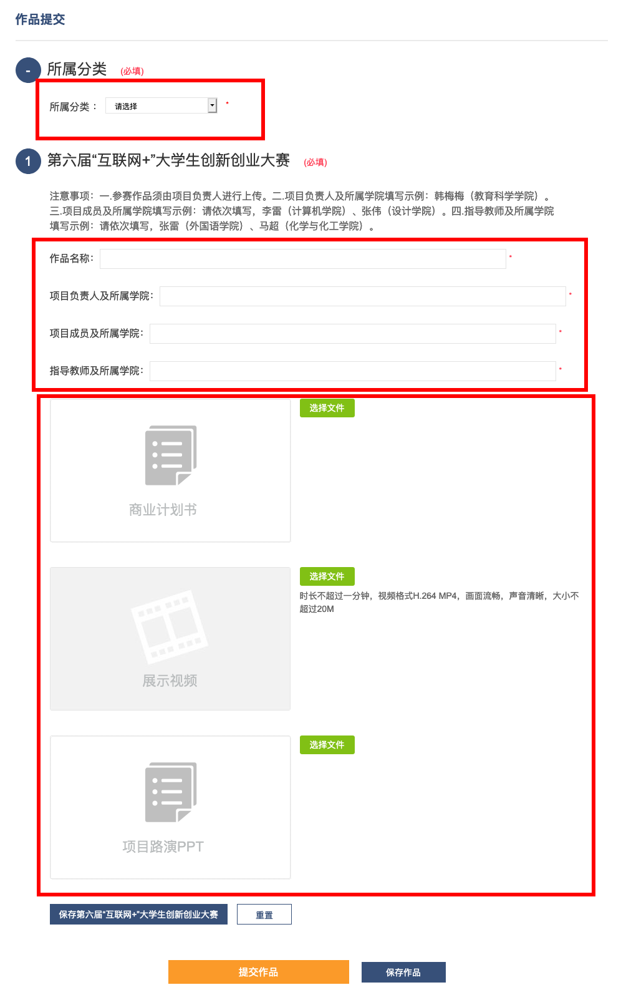 作品提交
- 所属分类 (必填)
所属分类： 请选择 *
1 第六届“互联网+”大学生创新创业大赛 (必填)
注意事项：一.参赛作品须由项目负责人进行上传。二.项目负责人及所属学院填写示例：韩梅梅（教育科学学院）。
三.项目成员及所属学院填写示例：请依次填写，李雷（计算机学院）、张伟（设计学院）。四.指导教师及所属学院
填写示例：请依次填写，张雷（外国语学院）、马超（化学与化工学院）。
作品名称： *
项目负责人及所属学院： *
项目成员及所属学院： *
指导教师及所属学院： *
选择文件
商业计划书
选择文件
时长不超过一分钟，视频格式H.264 MP4，画面流畅，声音清晰，大小不
超过20M
展示视频
选择文件
项目路演PPT
保存第六届“互联网+”大学生创新创业大赛 重置
提交作品 保存作品